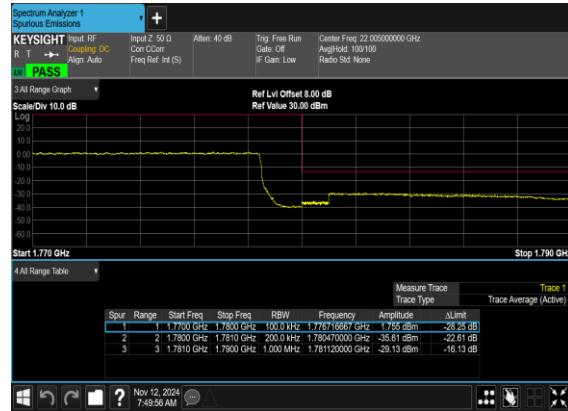 Spectrum Analyzer 1
Spurious Emissions
+
KEYSIGHT Input: RF Input Z: 50 Ω Atten: 40 dB Trig: Free Run Center Freq: 22.005000000 GHz
R T Coupling: DC Corr CCorr Gate: Off Avg|Hold: 100/100
Align: Auto Freq Ref: Int (S) IF Gain: Low Radio Std: None
LW PASS
3 All Range Graph
Ref Lvl Offset 8.00 dB
Scale/Div 10.0 dB Ref Value 30.00 dBm
Log
20.0
10.0
0.00
-10.0
-20.0
-30.0
-40.0
-50.0
-60.0
Start 1.770 GHz Stop 1.790 GHz
4 All Range Table
Measure Trace Trace 1
Trace Type Trace Average (Active)
Spur Range Start Freq Stop Freq RBW Frequency Amplitude ΔLimit
1 1 1.7700 GHz 1.7800 GHz 100.0 kHz 1.776716667 GHz 1.755 dBm -28.25 dB
2 2 1.7800 GHz 1.7810 GHz 200.0 kHz 1.780470000 GHz -35.61 dBm -22.61 dB
3 3 1.7810 GHz 1.7900 GHz 1.000 MHz 1.781120000 GHz -29.13 dBm -16.13 dB
? Nov 12, 2024
7:49:56 AM